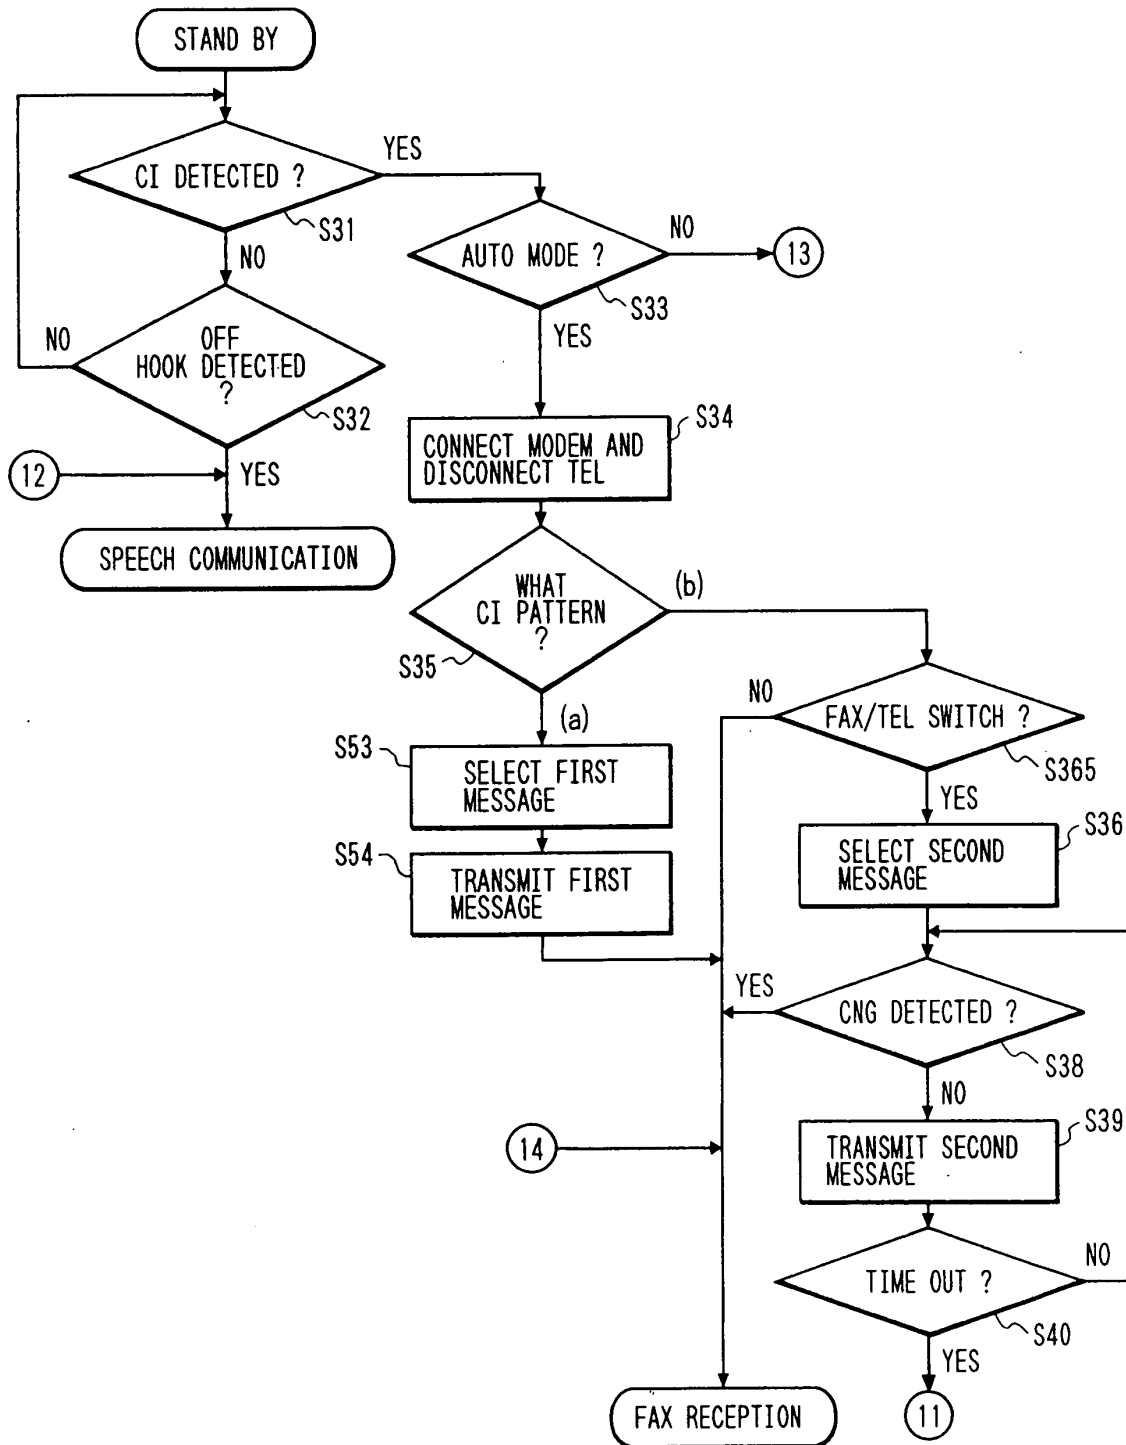 STAND BY
CI DETECTED ?
YES
S31
NO
AUTO MODE ?
NO
13
S33
YES
OFF
HOOK DETECTED
?
NO
S32
12
YES
SPEECH COMMUNICATION
S34
CONNECT MODEM AND
DISCONNECT TEL
WHAT
CI PATTERN
?
(b)
S35
(a)
NO
FAX/TEL SWITCH ?
S365
YES
S53
SELECT FIRST
MESSAGE
S54
TRANSMIT FIRST
MESSAGE
S36
SELECT SECOND
MESSAGE
YES
CNG DETECTED ?
S38
NO
14
S39
TRANSMIT SECOND
MESSAGE
TIME OUT ?
NO
S40
YES
FAX RECEPTION
11